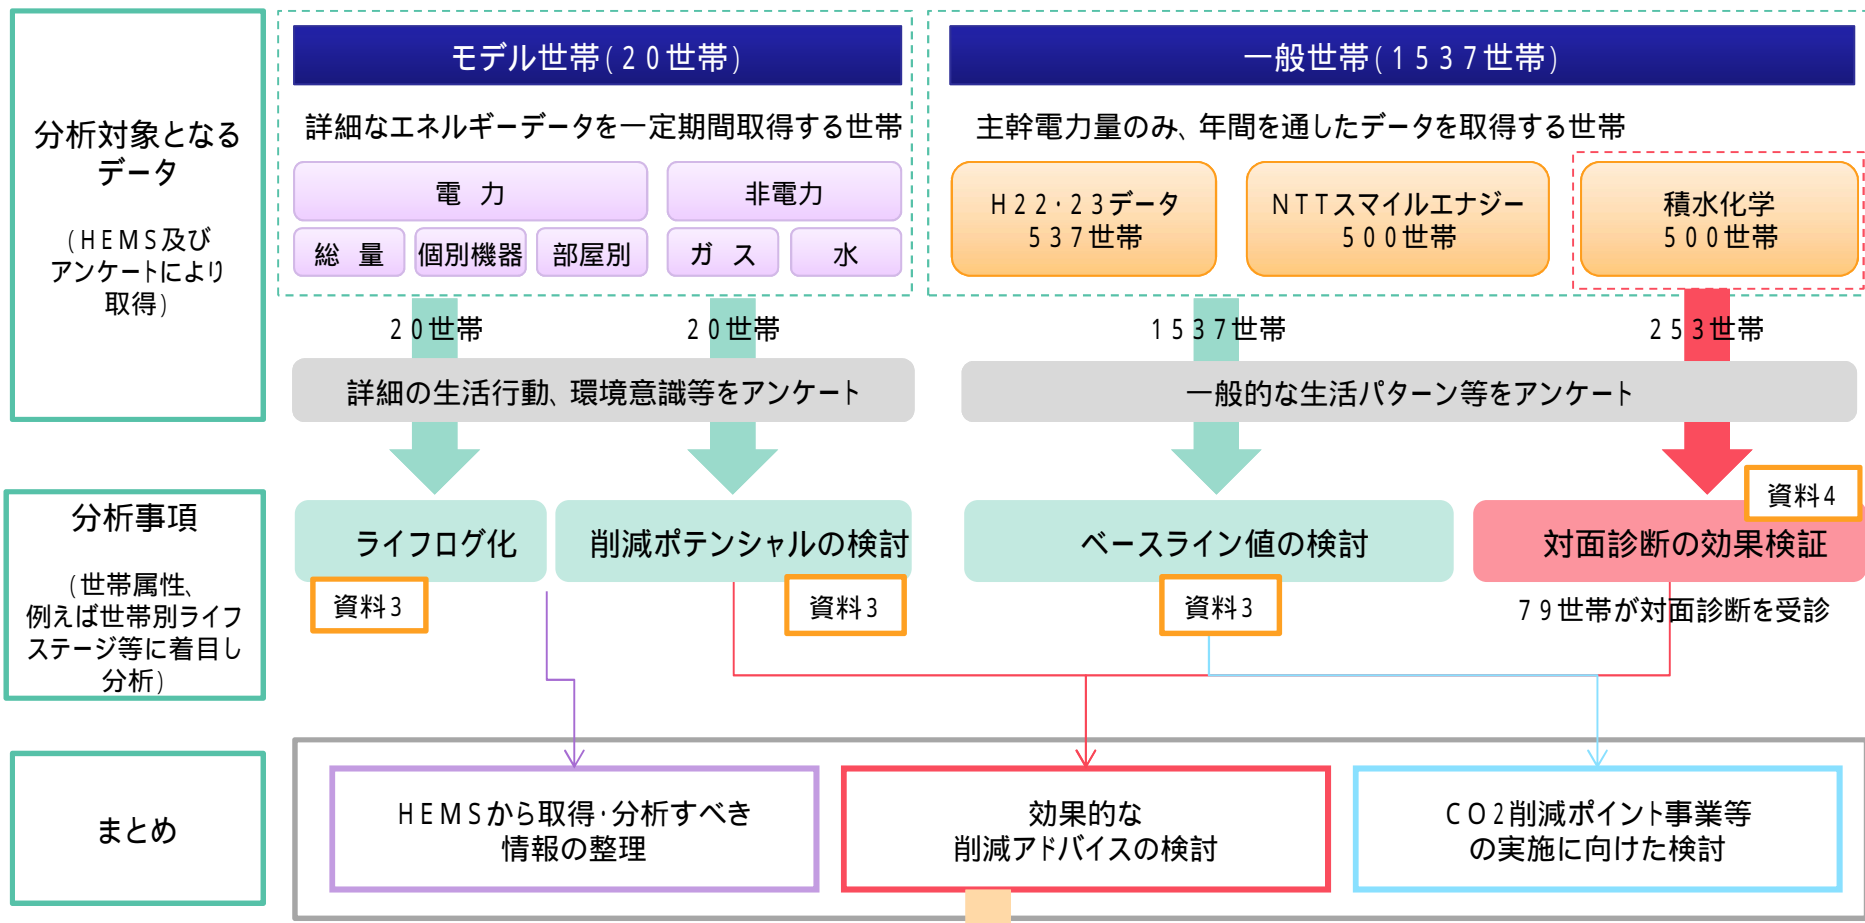 分析対象となる
データ
(HEMS及び
アンケートにより
取得)
モデル世帯(20世帯)
詳細なエネルギーデータを一定期間取得する世帯
電 力
非電力
総 量
個別機器
部屋別
ガ ス
水
一般世帯(1537世帯)
主幹電力量のみ、年間を通したデータを取得する世帯
H22・23データ
537世帯
NTTスマイルエナジー
500世帯
積水化学
500世帯
20世帯
20世帯
1537世帯
253世帯
詳細の生活行動、環境意識等をアンケート
一般的な生活パターン等をアンケート
分析事項
(世帯属性、
例えば世帯別ライフ
ステージ等に着目し
分析)
ライフログ化
資料3
削減ポテンシャルの検討
資料3
ベースライン値の検討
資料3
資料4
対面診断の効果検証
79世帯が対面診断を受診
まとめ
HEMSから取得・分析すべき
情報の整理
効果的な
削減アドバイスの検討
CO2削減ポイント事業等
の実施に向けた検討